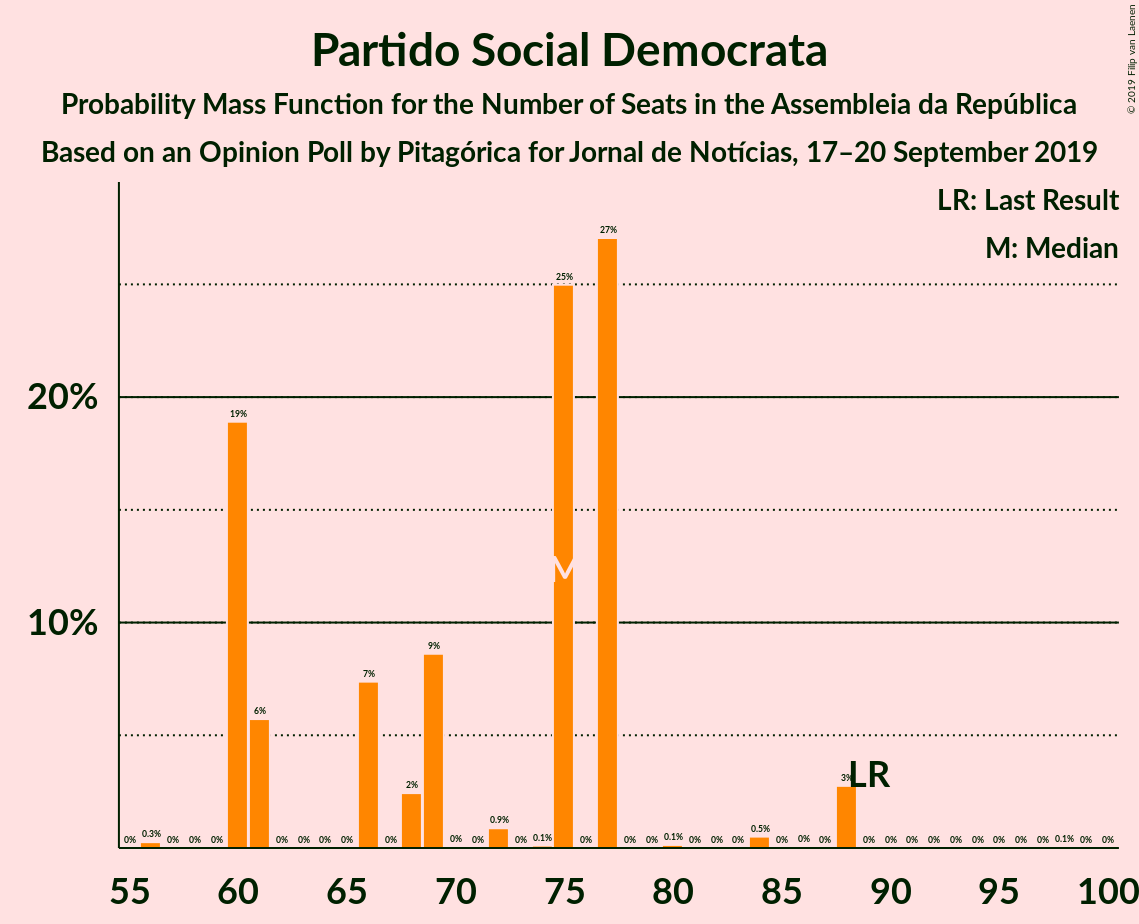 Partido Social Democrata
Probability Mass Function for the Number of Seats in the Assembleia da República
Based on an Opinion Poll by Pitagórica for Jornal de Notícias, 17–20 September 2019
© 2019 Filip van Laenen
LR: Last Result
M: Median
27%
25%
20%
19%
M
10%
9%
7%
6%
3% LR
2%
0% 0.3% 0% 0% 0% 0% 0% 0% 0% 0% 0% 0% 0.9% 0% 0.1% 0% 0% 0% 0.1% 0% 0% 0% 0.5% 0% 0% 0% 0% 0% 0% 0% 0% 0% 0% 0% 0% 0.1% 0% 0%
55 60 65 70 75 80 85 90 95 100